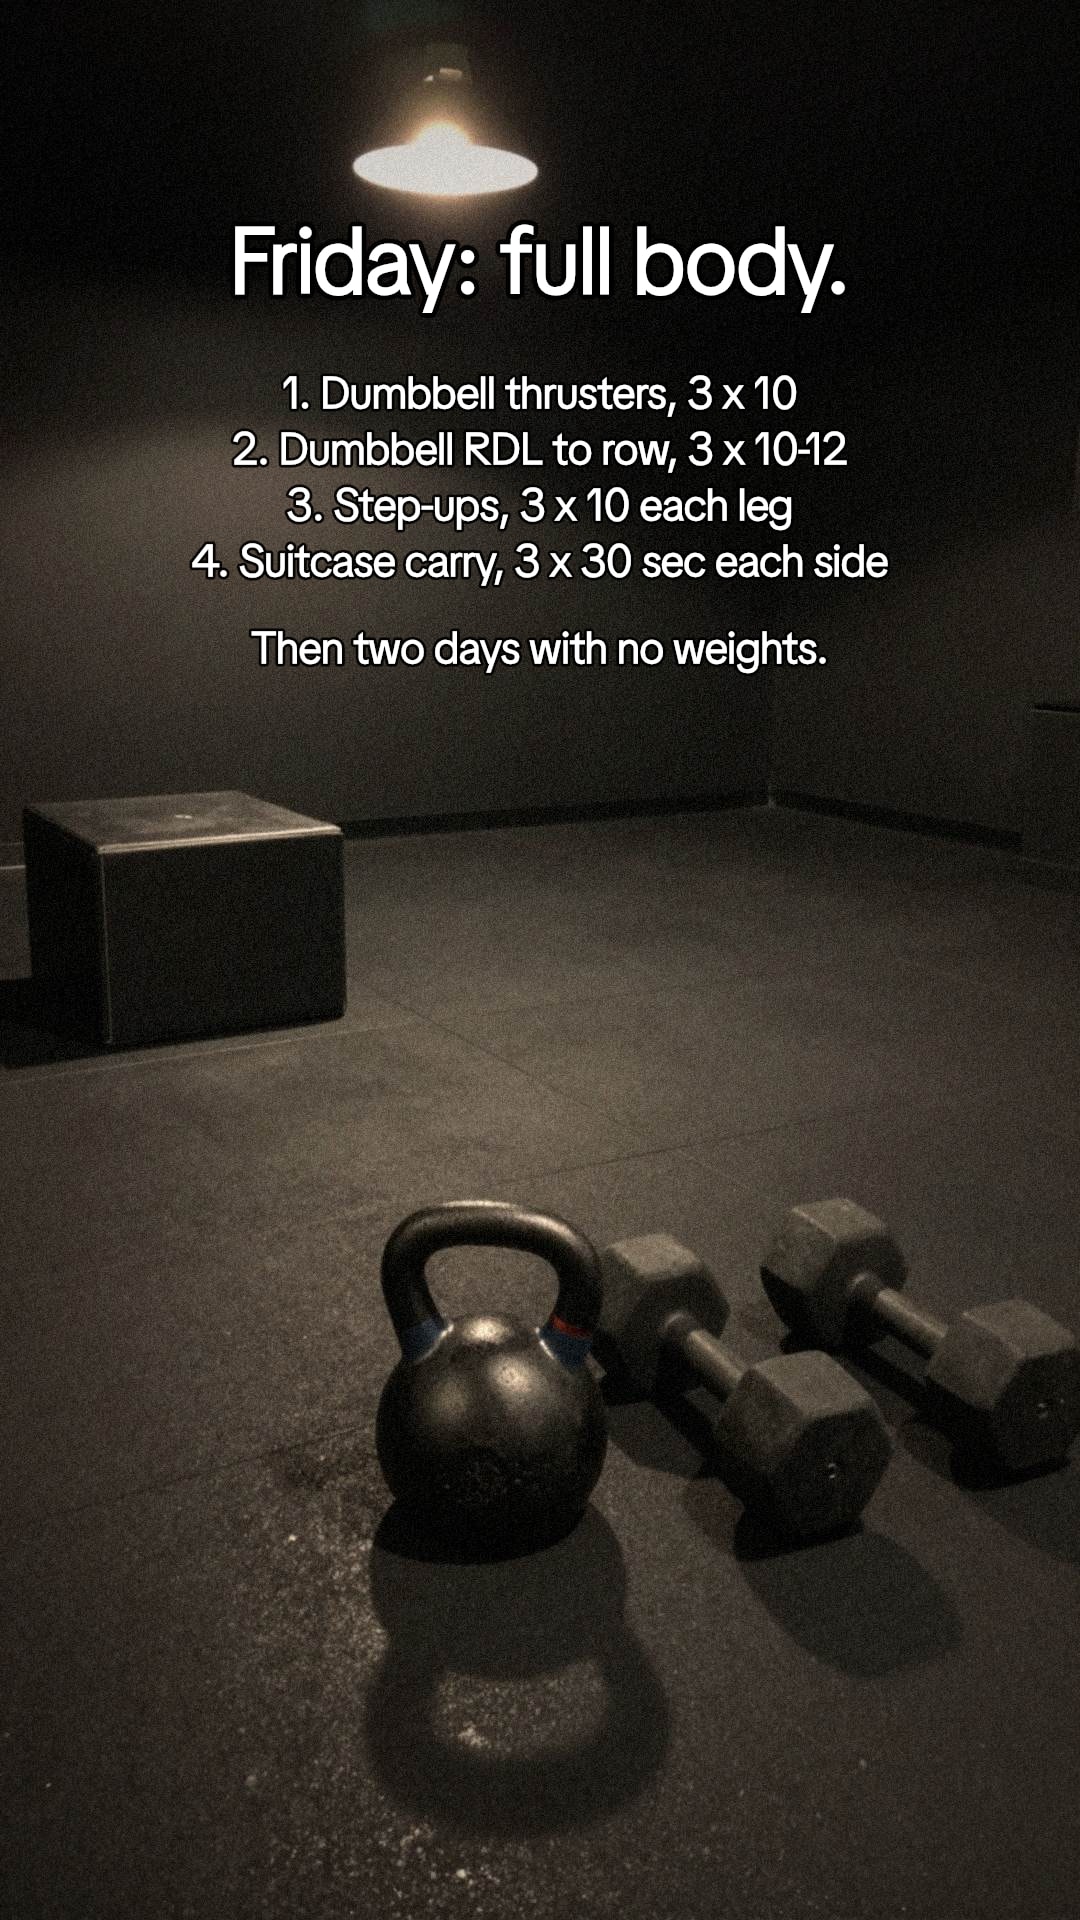 Friday: full body.
1. Dumbbell thrusters, 3 x 10
2. Dumbbell RDL to row, 3 x 10-12
3. Step-ups, 3 x 10 each leg
4. Suitcase carry, 3 x 30 sec each side
Then two days with no weights.